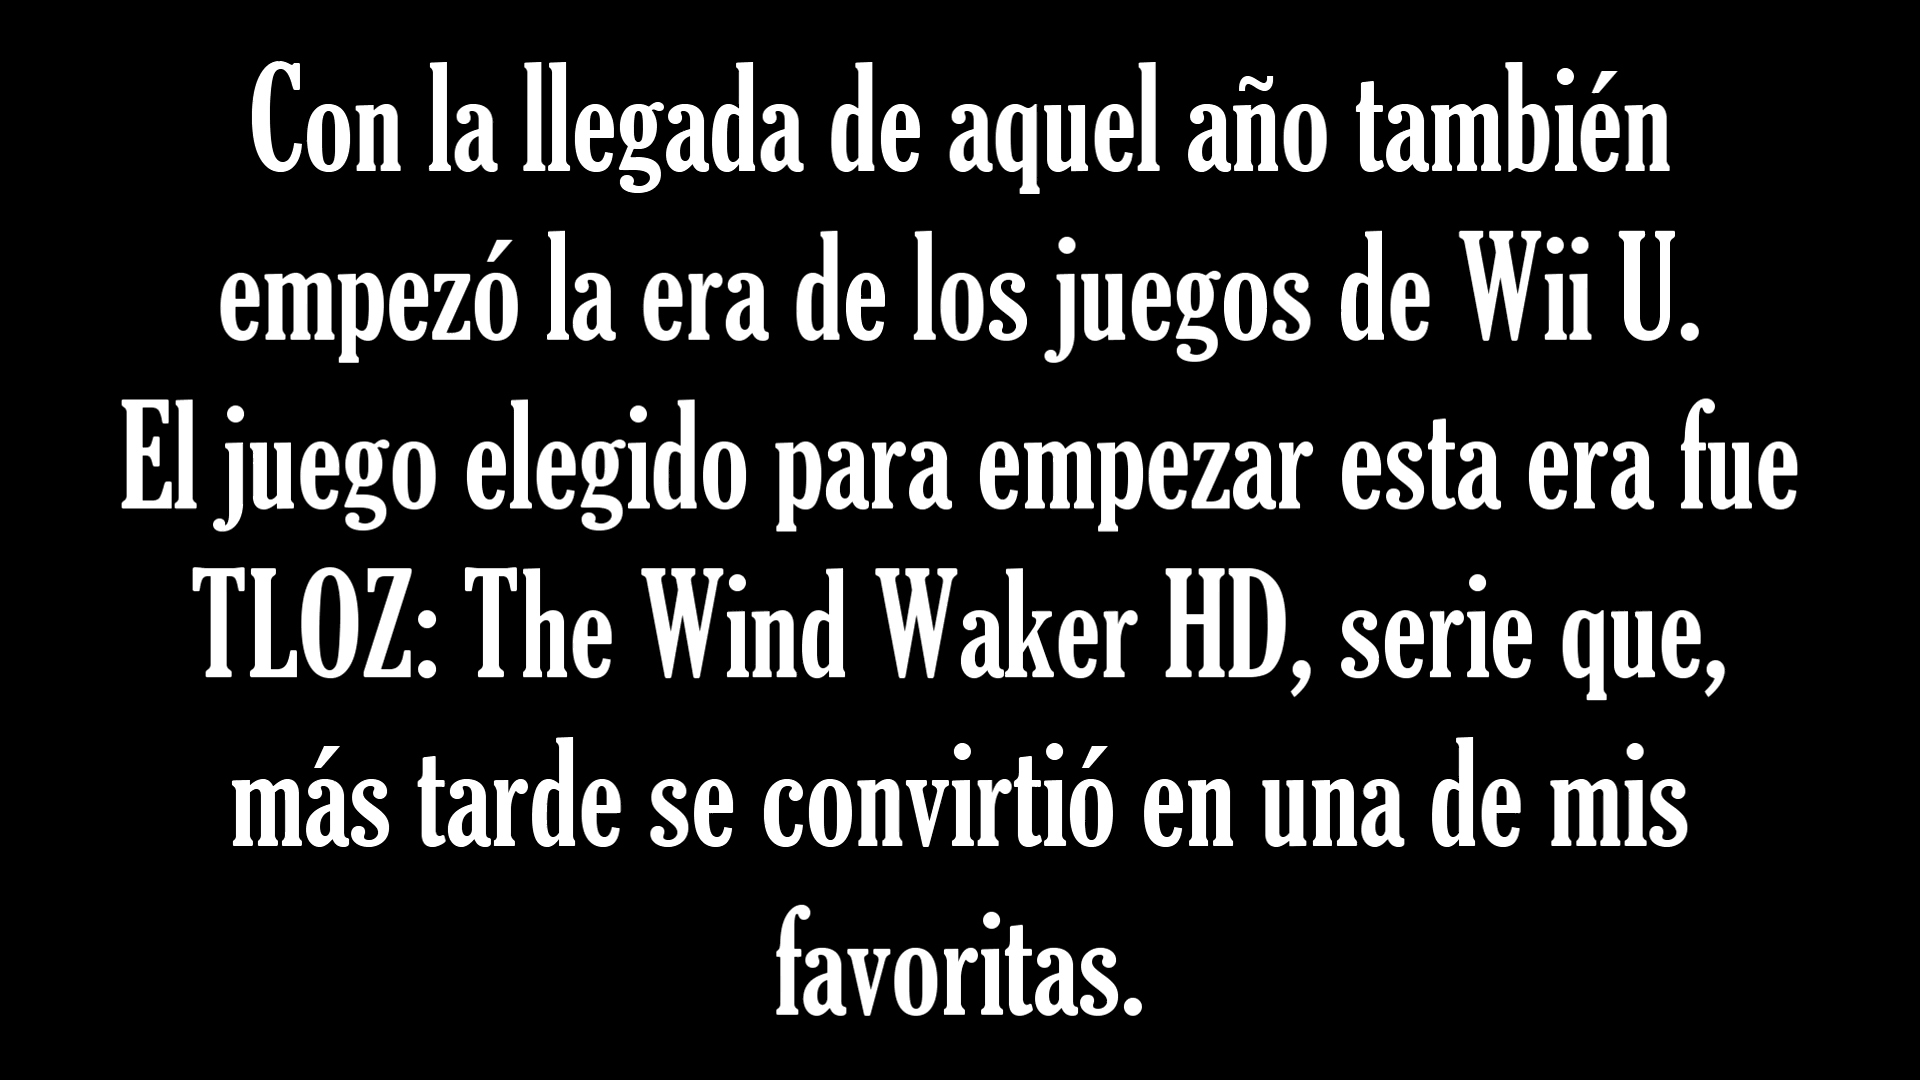 Con la llegada de aquel año también
empezó la era de los juegos de Wii U.
El juego elegido para empezar esta era fue
TLOZ: The Wind Waker HD, serie que,
más tarde se convirtió en una de mis
favoritas.